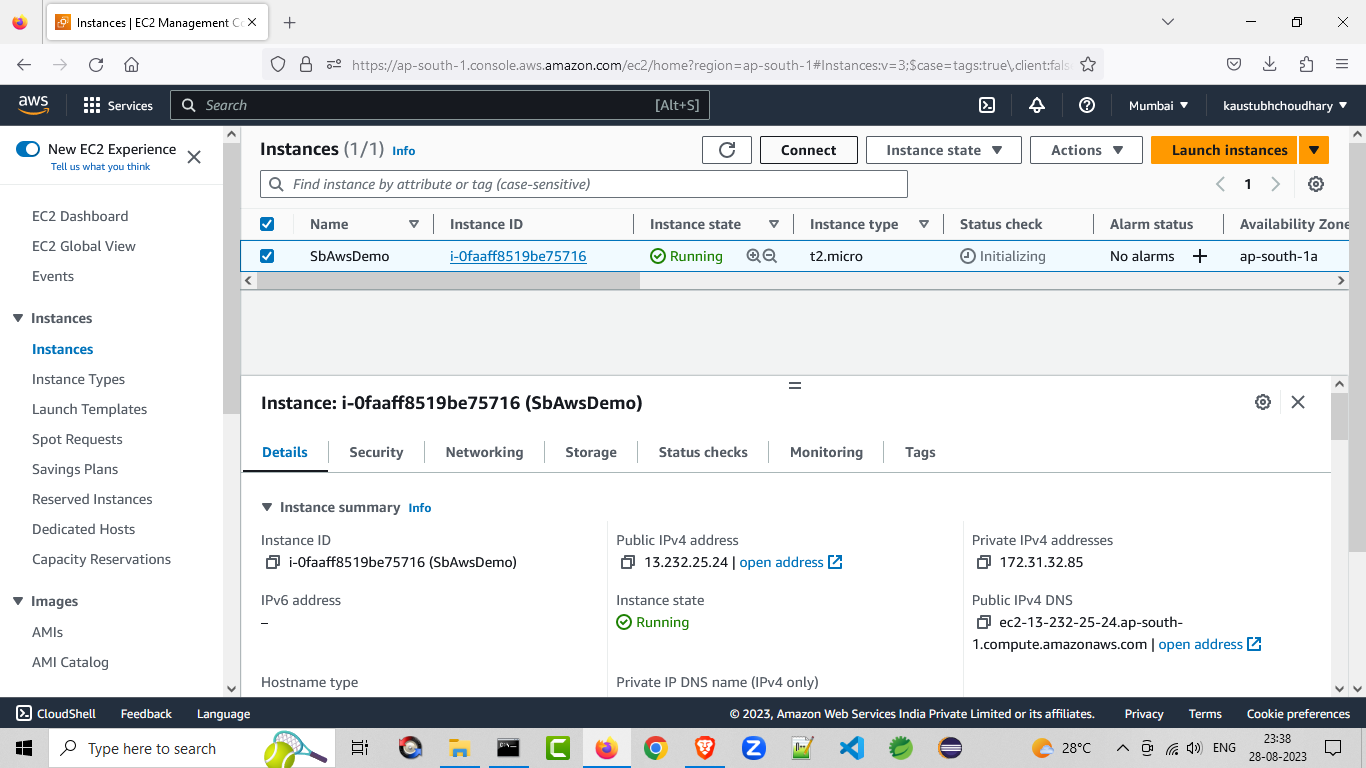 Instances | EC2 Management Co
https://ap-south-1.console.aws.amazon.com/ec2/home?region=ap-south-1#Instances:v=3;$case=tags:true\,client:fals
aws Services Search [Alt+S] Mumbai kaustubhchoudhary
New EC2 Experience
Tell us what you think
EC2 Dashboard
EC2 Global View
Events
Instances
Instances
Instance Types
Launch Templates
Spot Requests
Savings Plans
Reserved Instances
Dedicated Hosts
Capacity Reservations
Images
AMIs
AMI Catalog
Instances (1/1) Info
Connect Instance state Actions Launch instances
Find instance by attribute or tag (case-sensitive)
1
Name Instance ID Instance state Instance type Status check Alarm status Availability Zone
SbAwsDemo i-0faaff8519be75716 Running t2.micro Initializing No alarms ap-south-1a
Instance: i-0faaff8519be75716 (SbAwsDemo)
Details Security Networking Storage Status checks Monitoring Tags
Instance summary Info
Instance ID
i-0faaff8519be75716 (SbAwsDemo)
Public IPv4 address
13.232.25.24 | open address
Private IPv4 addresses
172.31.32.85
IPv6 address
–
Instance state
Running
Public IPv4 DNS
ec2-13-232-25-24.ap-south-
1.compute.amazonaws.com | open address
Hostname type
Private IP DNS name (IPv4 only)
CloudShell Feedback Language © 2023, Amazon Web Services India Private Limited or its affiliates. Privacy Terms Cookie preferences
Type here to search
28°C
ENG
23:38
28-08-2023